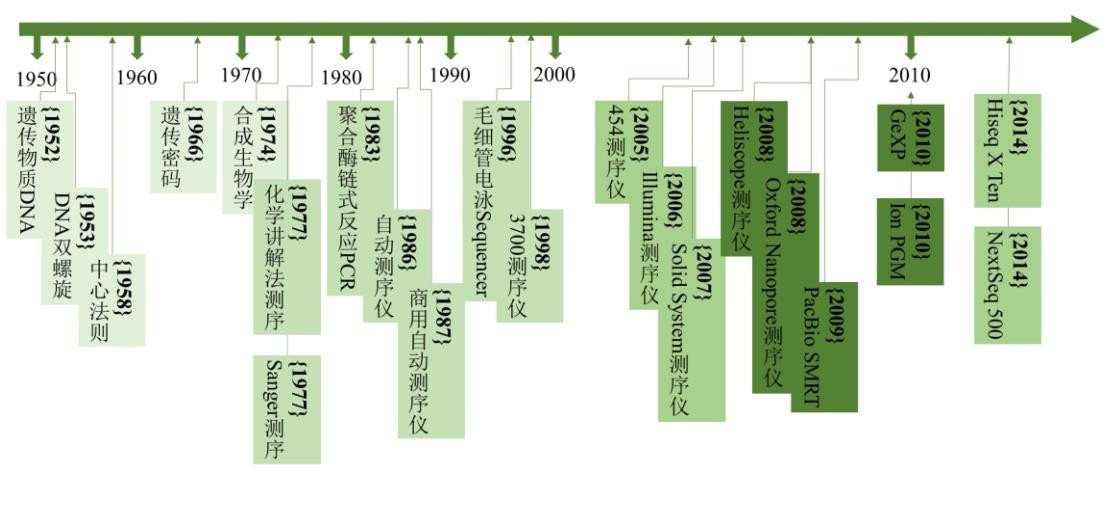 1950
1960
1970
1980
1990
2000
2010
{1952}
遗传物质DNA
{1953}
DNA双螺旋
{1958}
中心法则
{1966}
遗传密码
{1974}
合成生物学
{1977}
化学讲解法测序
{1977}
Sanger测序
{1983}
聚合酶链式反应PCR
{1986}
自动测序仪
{1987}
商用自动测序仪
{1996}
毛细管电泳Sequencer
{1998}
3700测序仪
{2005}
454测序仪
{2006}
Illumina测序仪
{2007}
Solid System测序仪
{2008}
Heliscope测序仪
{2008}
Oxford Nanopore测序仪
{2009}
PacBio SMRT
{2010}
GeXP
{2010}
Ion PGM
{2014}
Hiseq X Ten
{2014}
NextSeq 500